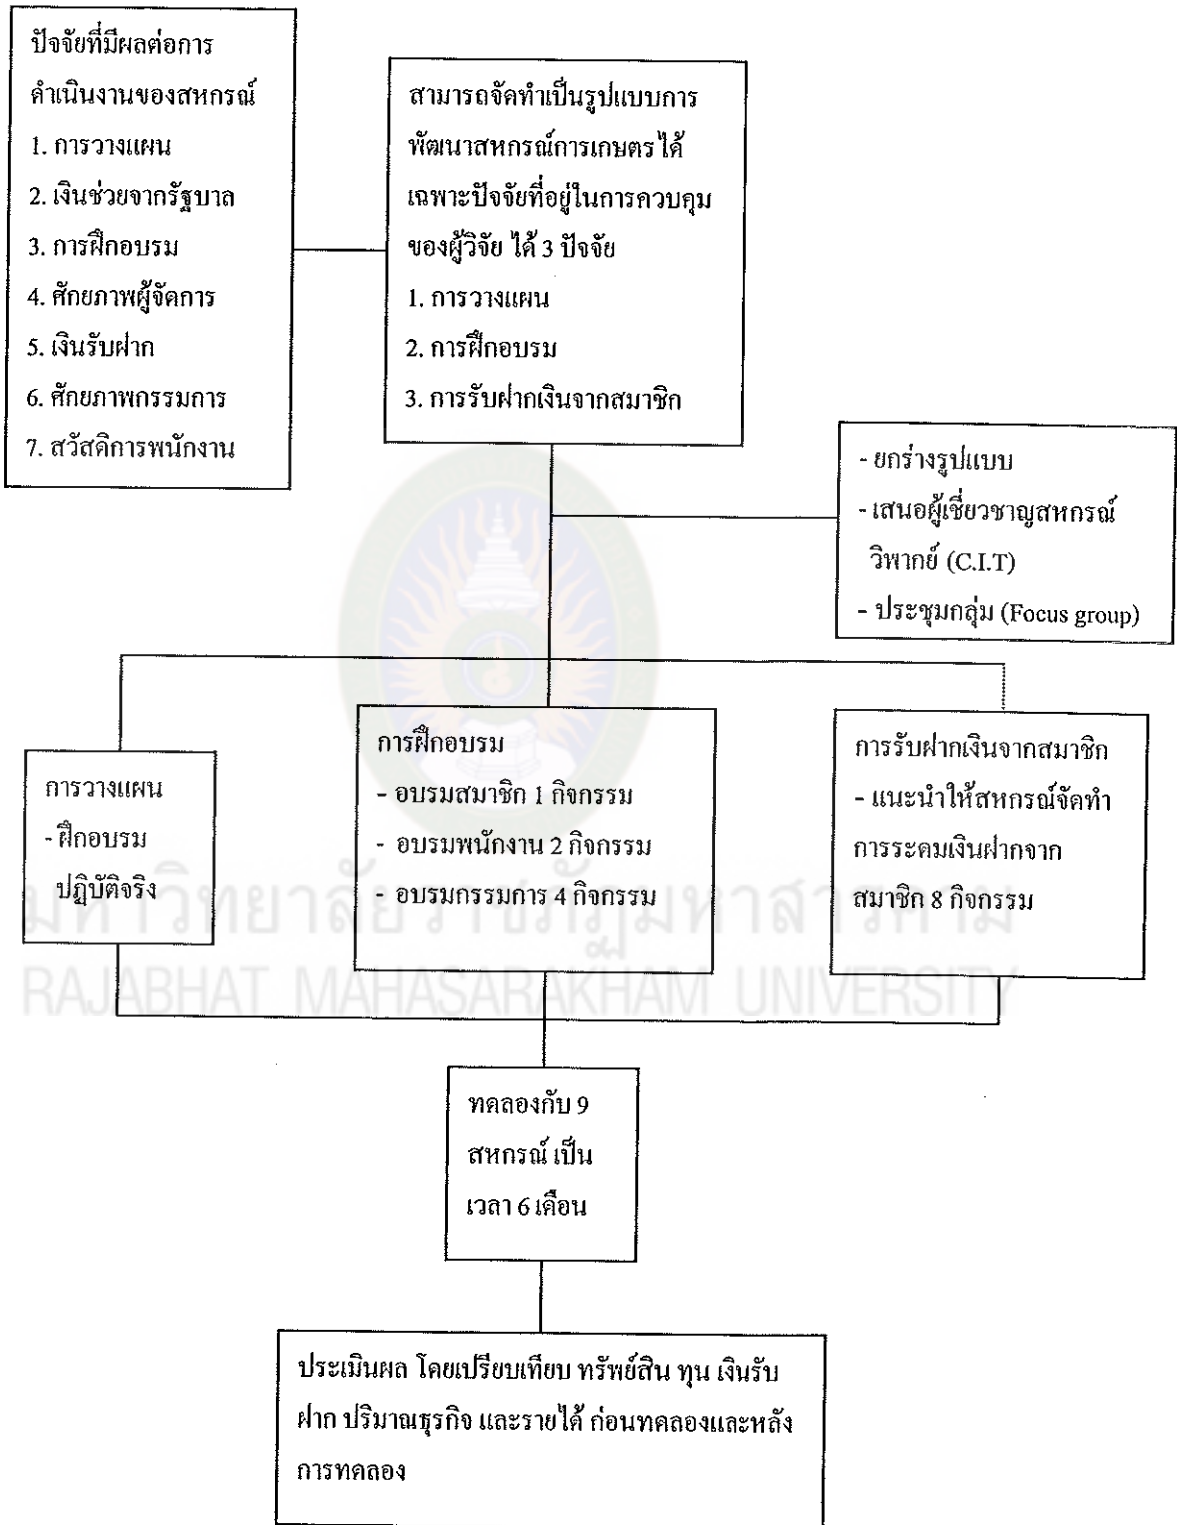 ปัจจัยที่มีผลต่อการ
ดำเนินงานของสหกรณ์
1. การวางแผน
2. เงินช่วยจากรัฐบาล
3. การฝึกอบรม
4. ศักยภาพผู้จัดการ
5. เงินรับฝาก
6. ศักยภาพกรรมการ
7. สวัสดิการพนักงาน
สามารถจัดทำเป็นรูปแบบการ
พัฒนาสหกรณ์การเกษตรได้
เฉพาะปัจจัยที่อยู่ในการควบคุม
ของผู้วิจัย ได้ 3 ปัจจัย
1. การวางแผน
2. การฝึกอบรม
3. การรับฝากเงินจากสมาชิก
- ยกร่างรูปแบบ
- เสนอผู้เชี่ยวชาญสหกรณ์
วิพากย์ (C.I.T)
- ประชุมกลุ่ม (Focus group)
การวางแผน
- ฝึกอบรม
ปฏิบัติจริง
การฝึกอบรม
- อบรมสมาชิก 1 กิจกรรม
- อบรมพนักงาน 2 กิจกรรม
- อบรมกรรมการ 4 กิจกรรม
การรับฝากเงินจากสมาชิก
- แนะนำให้สหกรณ์จัดทำ
การระดมเงินฝากจาก
สมาชิก 8 กิจกรรม
มหาวิทยาลัยราชภัฏมหาสารคาม
RAJABHAT MAHASARAKHAM UNIVERSITY
ทดลองกับ 9
สหกรณ์ เป็น
เวลา 6 เดือน
ประเมินผล โดยเปรียบเทียบ ทรัพย์สิน ทุน เงินรับ
ฝาก ปริมาณธุรกิจ และรายได้ ก่อนทดลองและหลัง
การทดลอง